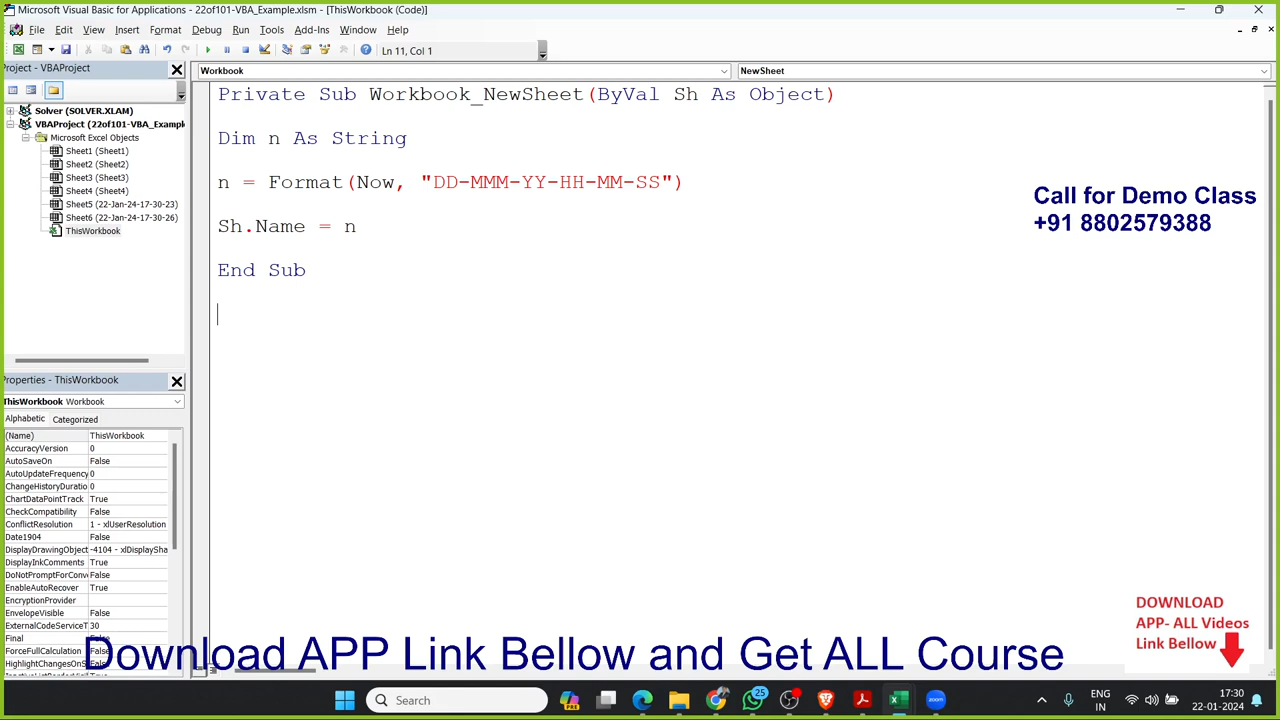 Microsoft Visual Basic for Applications - 22of101-VBA_Example.xlsm - [ThisWorkbook (Code)]
File Edit View Insert Format Debug Run Tools Add-Ins Window Help
Ln 11, Col 1
Project - VBAProject
Workbook
NewSheet
Solver (SOLVER.XLAM)
VBAProject (22of101-VBA_Exampl
Microsoft Excel Objects
Sheet1 (Sheet1)
Sheet2 (Sheet2)
Sheet3 (Sheet3)
Sheet4 (Sheet4)
Sheet5 (22-Jan-24-17-30-23)
Sheet6 (22-Jan-24-17-30-26)
ThisWorkbook
Private Sub Workbook_NewSheet(ByVal Sh As Object)
Dim n As String
n = Format(Now, "DD-MMM-YY-HH-MM-SS")
Sh.Name = n
End Sub
Call for Demo Class
+91 8802579388
Properties - ThisWorkbook
ThisWorkbook Workbook
Alphabetic Categorized
(Name) ThisWorkbook
AccuracyVersion 0
AutoSaveOn False
AutoUpdateFrequency 0
ChangeHistoryDuratio 0
ChartDataPointTrack True
CheckCompatibility False
ConflictResolution 1 - xlUserResolution
Date1904 False
DisplayDrawingObject -4104 - xlDisplaySha
DisplayInkComments True
DoNotPromptForConv False
EnableAutoRecover True
EncryptionProvider
EnvelopeVisible False
ExternalCodeServiceT 30
Final False
ForceFullCalculation
HighlightChangesOnS
DOWNLOAD
APP- ALL Videos
Link Bellow
Download APP Link Bellow and Get ALL Course
Search
PRE
25
zoom
ENG
IN
17:30
22-01-2024